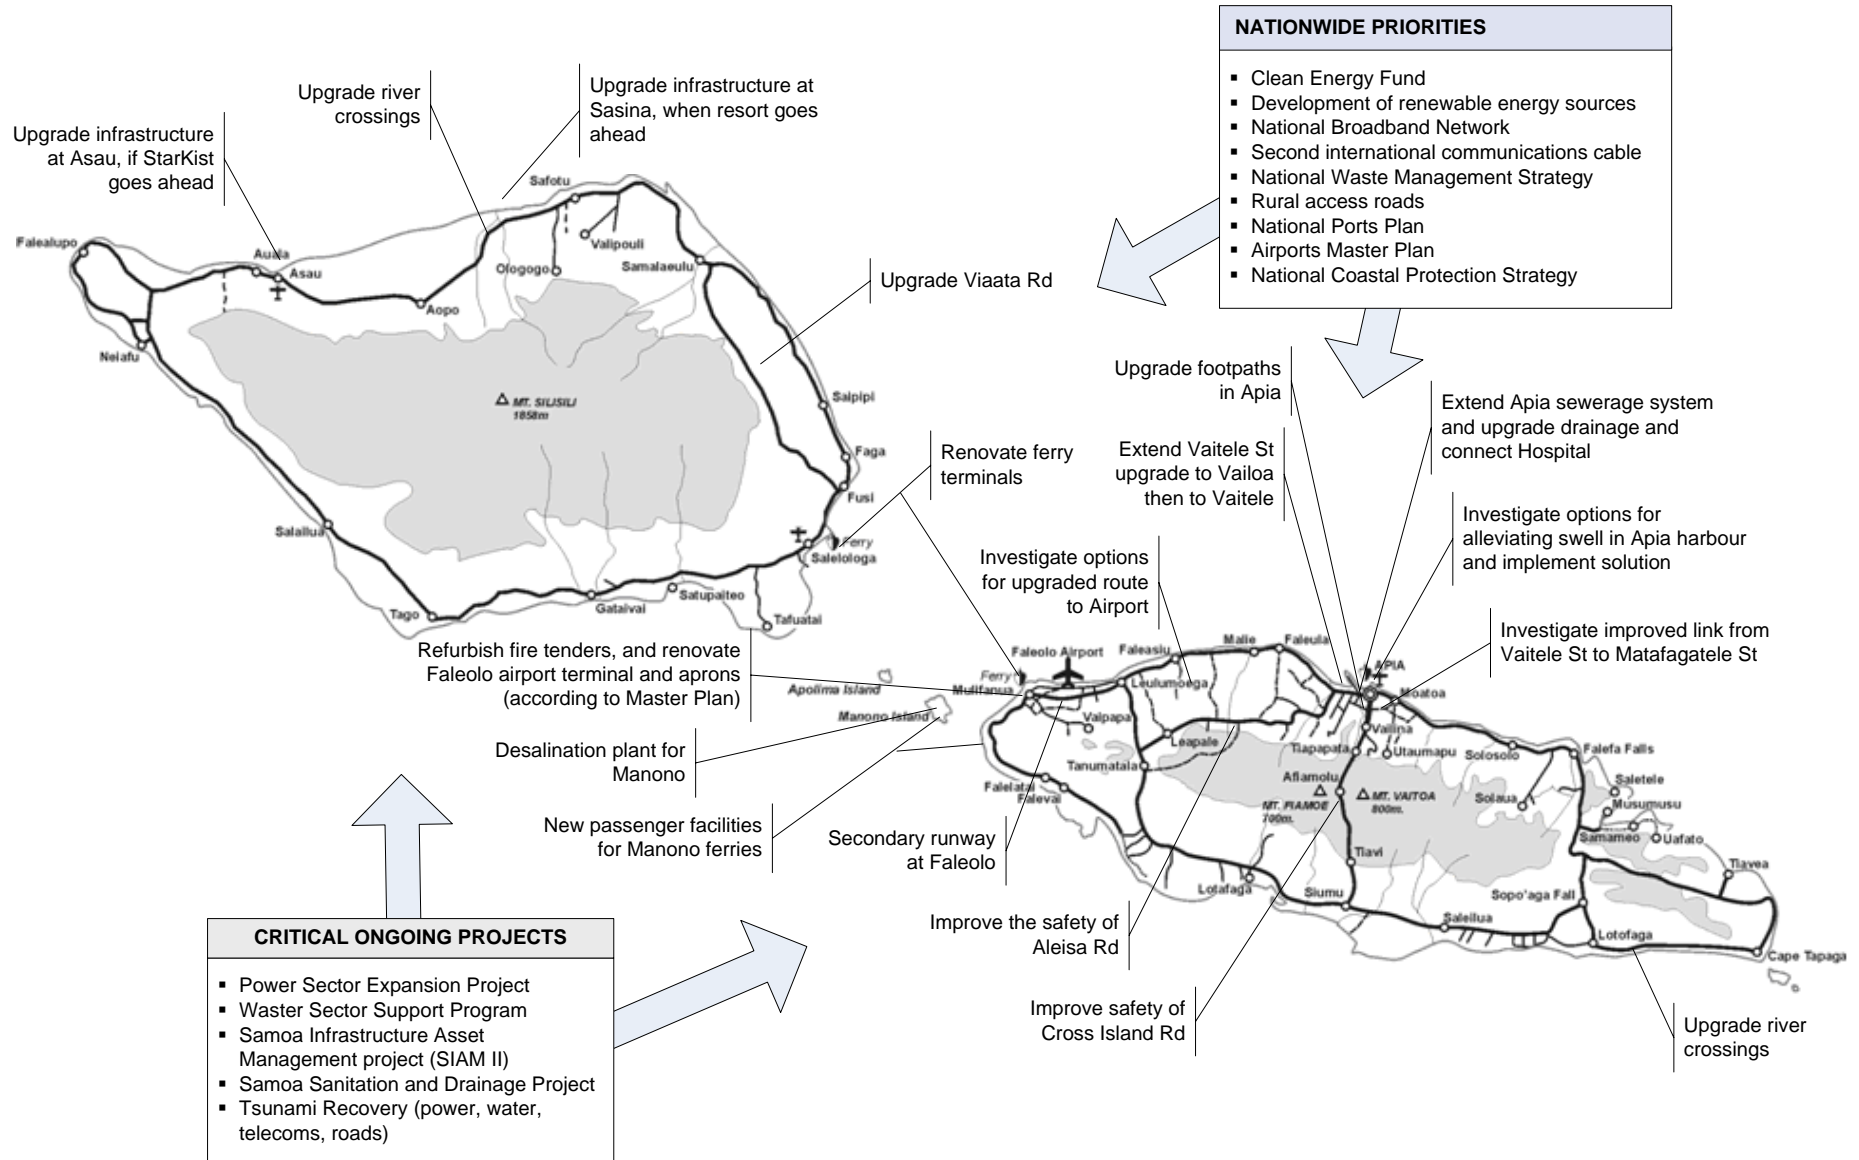 NATIONWIDE PRIORITIES
▪ Clean Energy Fund
▪ Development of renewable energy sources
▪ National Broadband Network
▪ Second international communications cable
▪ National Waste Management Strategy
▪ Rural access roads
▪ National Ports Plan
▪ Airports Master Plan
▪ National Coastal Protection Strategy
Upgrade infrastructure
at Asau, if StarKist
goes ahead
Upgrade river
crossings
Upgrade infrastructure at
Sasina, when resort goes
ahead
Upgrade Viaata Rd
Renovate ferry
terminals
Upgrade footpaths
in Apia
Extend Vaitele St
upgrade to Vailoa
then to Vaitele
Extend Apia sewerage system
and upgrade drainage and
connect Hospital
Investigate options for
alleviating swell in Apia harbour
and implement solution
Investigate options
for upgraded route
to Airport
Investigate improved link from
Vaitele St to Matafagatele St
Refurbish fire tenders, and renovate
Faleolo airport terminal and aprons
(according to Master Plan)
Desalination plant for
Manono
New passenger facilities
for Manono ferries
Secondary runway
at Faleolo
Improve the safety of
Aleisa Rd
Improve safety of
Cross Island Rd
Upgrade river
crossings
CRITICAL ONGOING PROJECTS
▪ Power Sector Expansion Project
▪ Waster Sector Support Program
▪ Samoa Infrastructure Asset
Management project (SIAM II)
▪ Samoa Sanitation and Drainage Project
▪ Tsunami Recovery (power, water,
telecoms, roads)
Safotu
Falealupo
Auala
Asau
Aopo
Ologogo
Valipouli
Samalaeulu
Neiafu
MT. SILISILI
1858m
Saipipi
Faga
Fusi
Ferry
Salelologa
Salailua
Tago
Gataivai
Satupaiteo
Tafuatai
Apolima Island
Manono Island
Ferry
Mulifanua
Faleolo Airport
Faleasiu
Leulumoega
Malie
Faleula
APIA
Moatoa
Vaipapa
Leapale
Tanumatala
Falelatai
Falevai
Vailina
Tiapapata
Utaumapu
Solosolo
Falefa Falls
Afiamolu
MT. FIAMOE
700m.
MT. VAITOA
800m.
Solaua
Saletele
Musumusu
Samameo
Uafato
Tiavea
Tiavi
Lotafaga
Siumu
Sopo'aga Fall
Saleilua
Lotofaga
Cape Tapaga